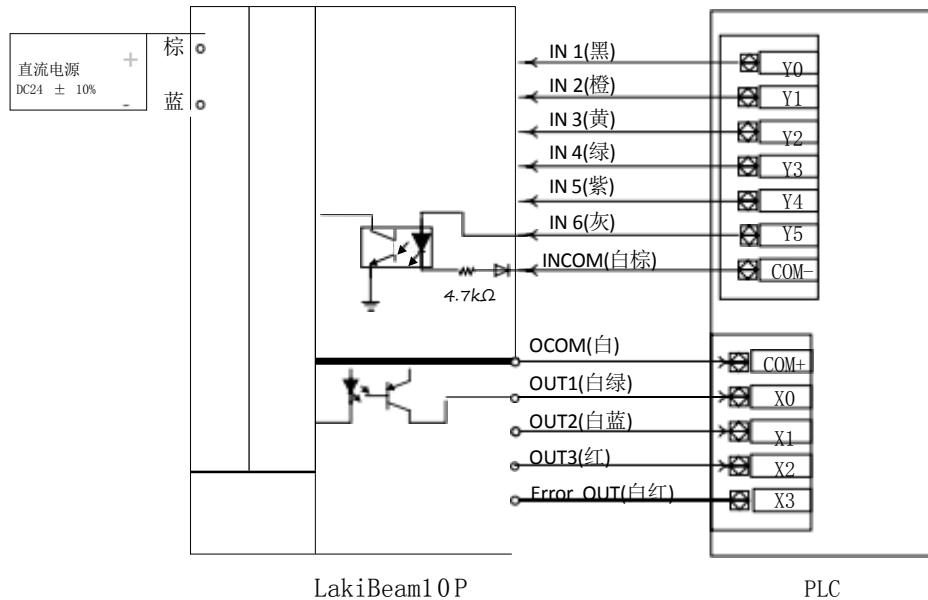 棕
+
直流电源
DC24 ± 10%
-
蓝
IN 1(黑)
Y0
IN 2(橙)
Y1
IN 3(黄)
Y2
IN 4(绿)
Y3
IN 5(紫)
Y4
IN 6(灰)
Y5
INCOM(白棕)
COM-
4.7kΩ
OCOM(白)
COM+
OUT1(白绿)
X0
OUT2(白蓝)
X1
OUT3(红)
X2
Error OUT(白红)
X3
LakiBeam10P
PLC